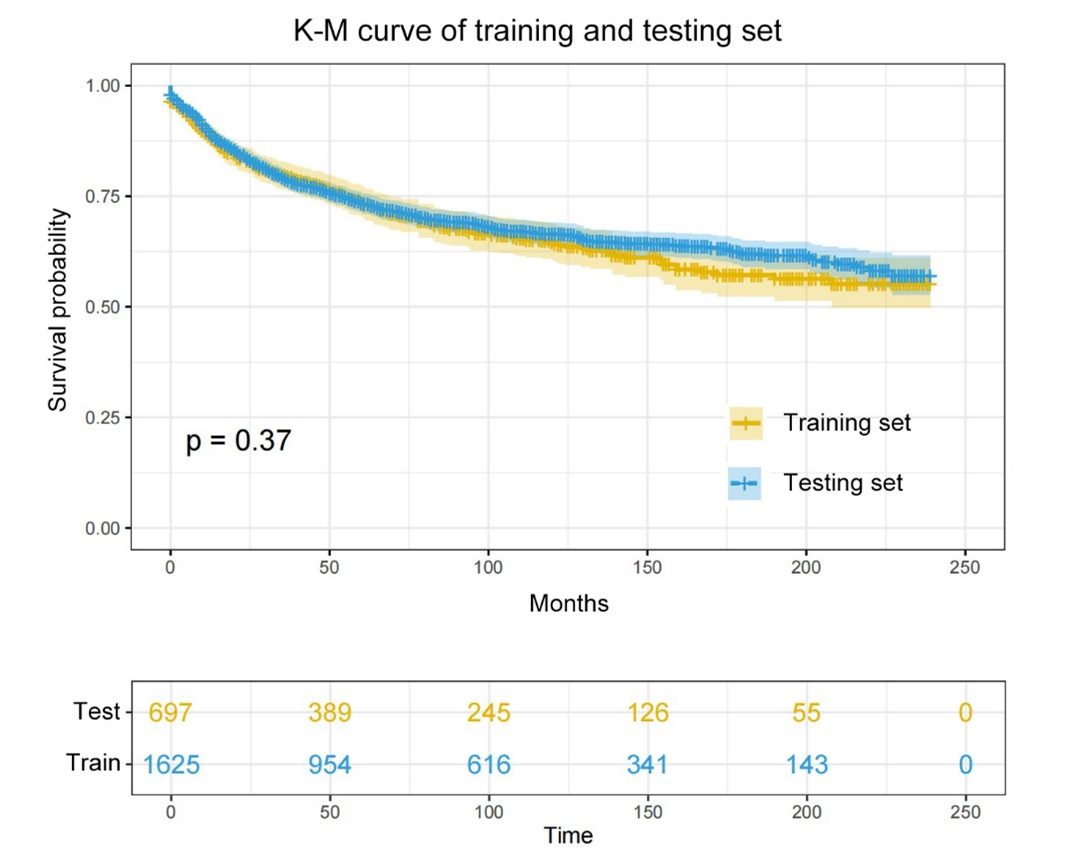 K-M curve of training and testing set
Survival probability
1.00
0.75
0.50
0.25
0.00
p = 0.37
Training set
Testing set
0 50 100 150 200 250
Months
Test 697 389 245 126 55 0
Train 1625 954 616 341 143 0
0 50 100 150 200 250
Time